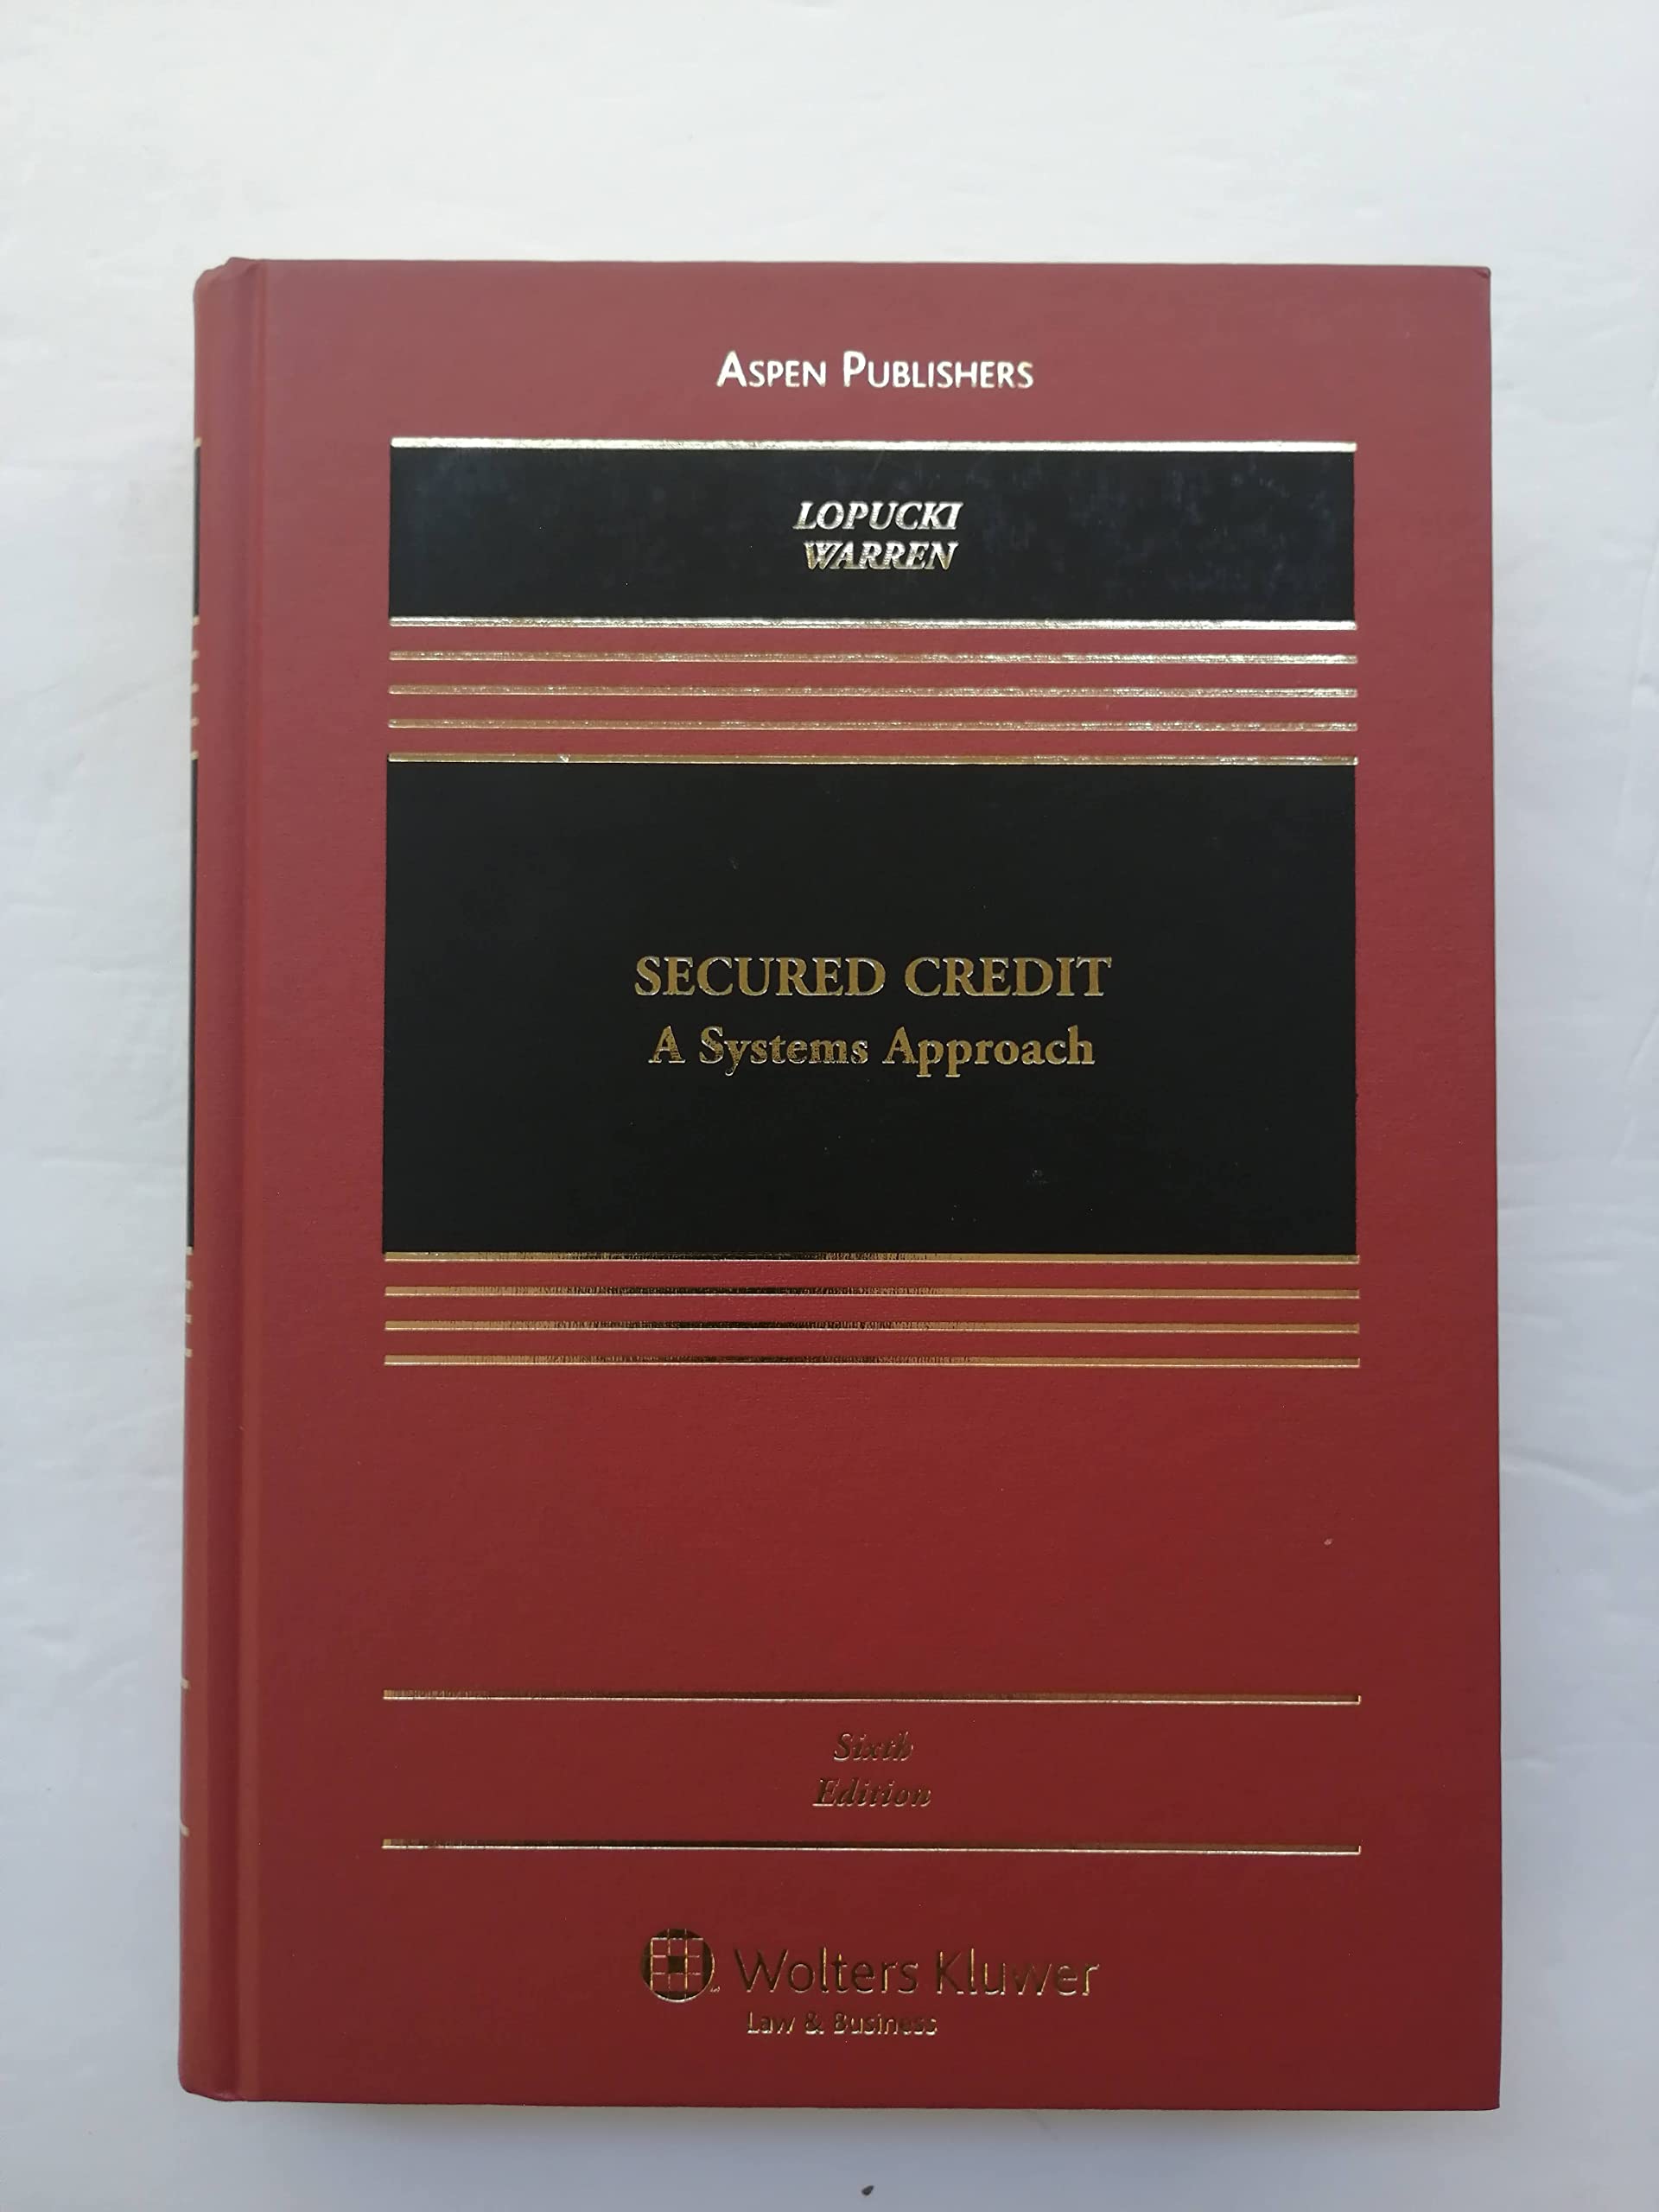 ASPEN PUBLISHERS
LOPUCKI
WARREN
SECURED CREDIT
A Systems Approach
Sixth
Edition
Wolters Kluwer
Law & Business